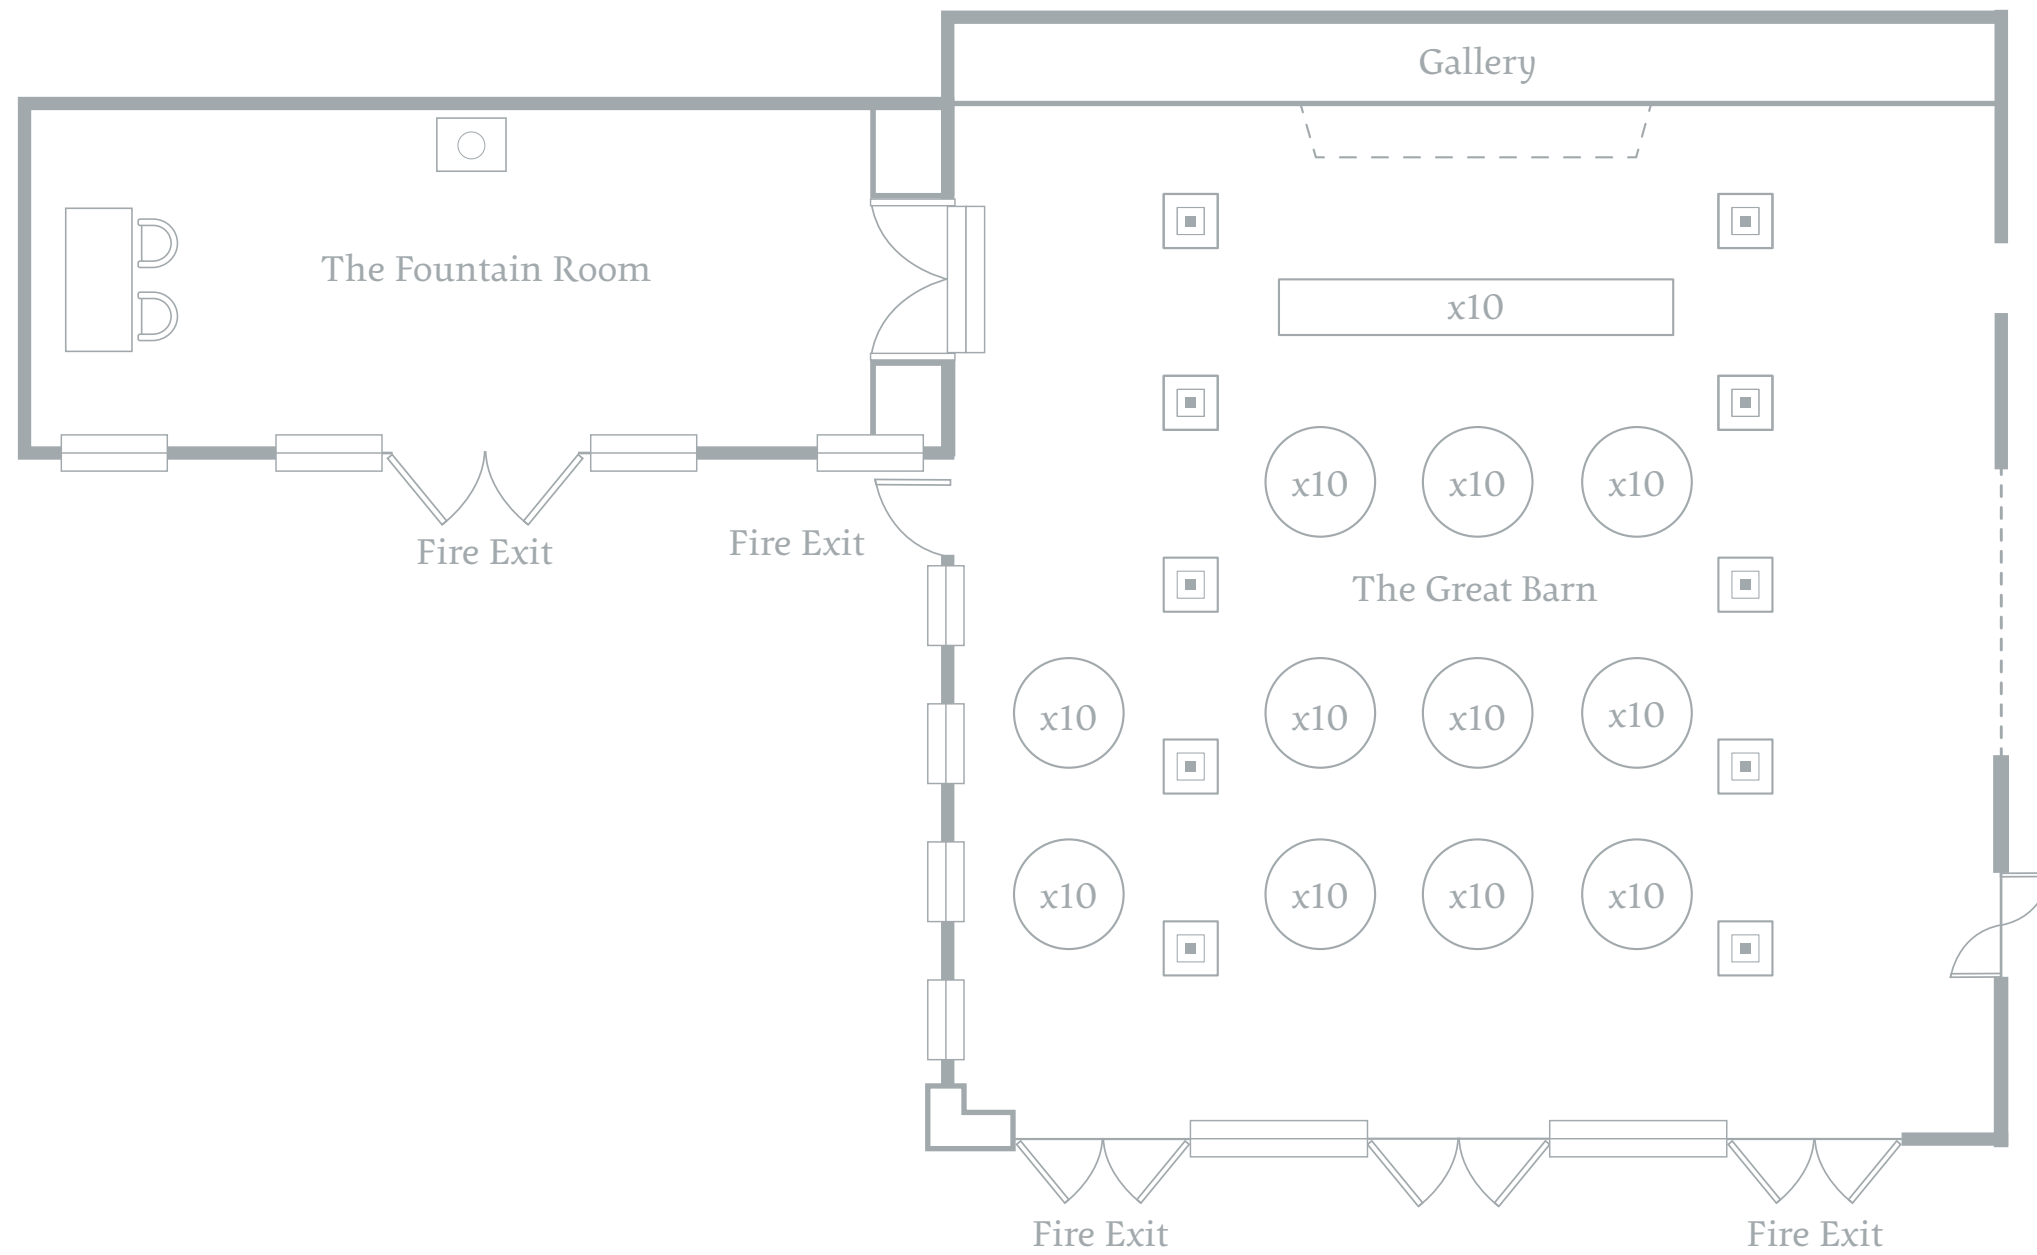 Gallery
The Fountain Room
x10
x10 x10 x10
Fire Exit
Fire Exit
The Great Barn
x10 x10 x10 x10
x10 x10 x10 x10
Fire Exit
Fire Exit